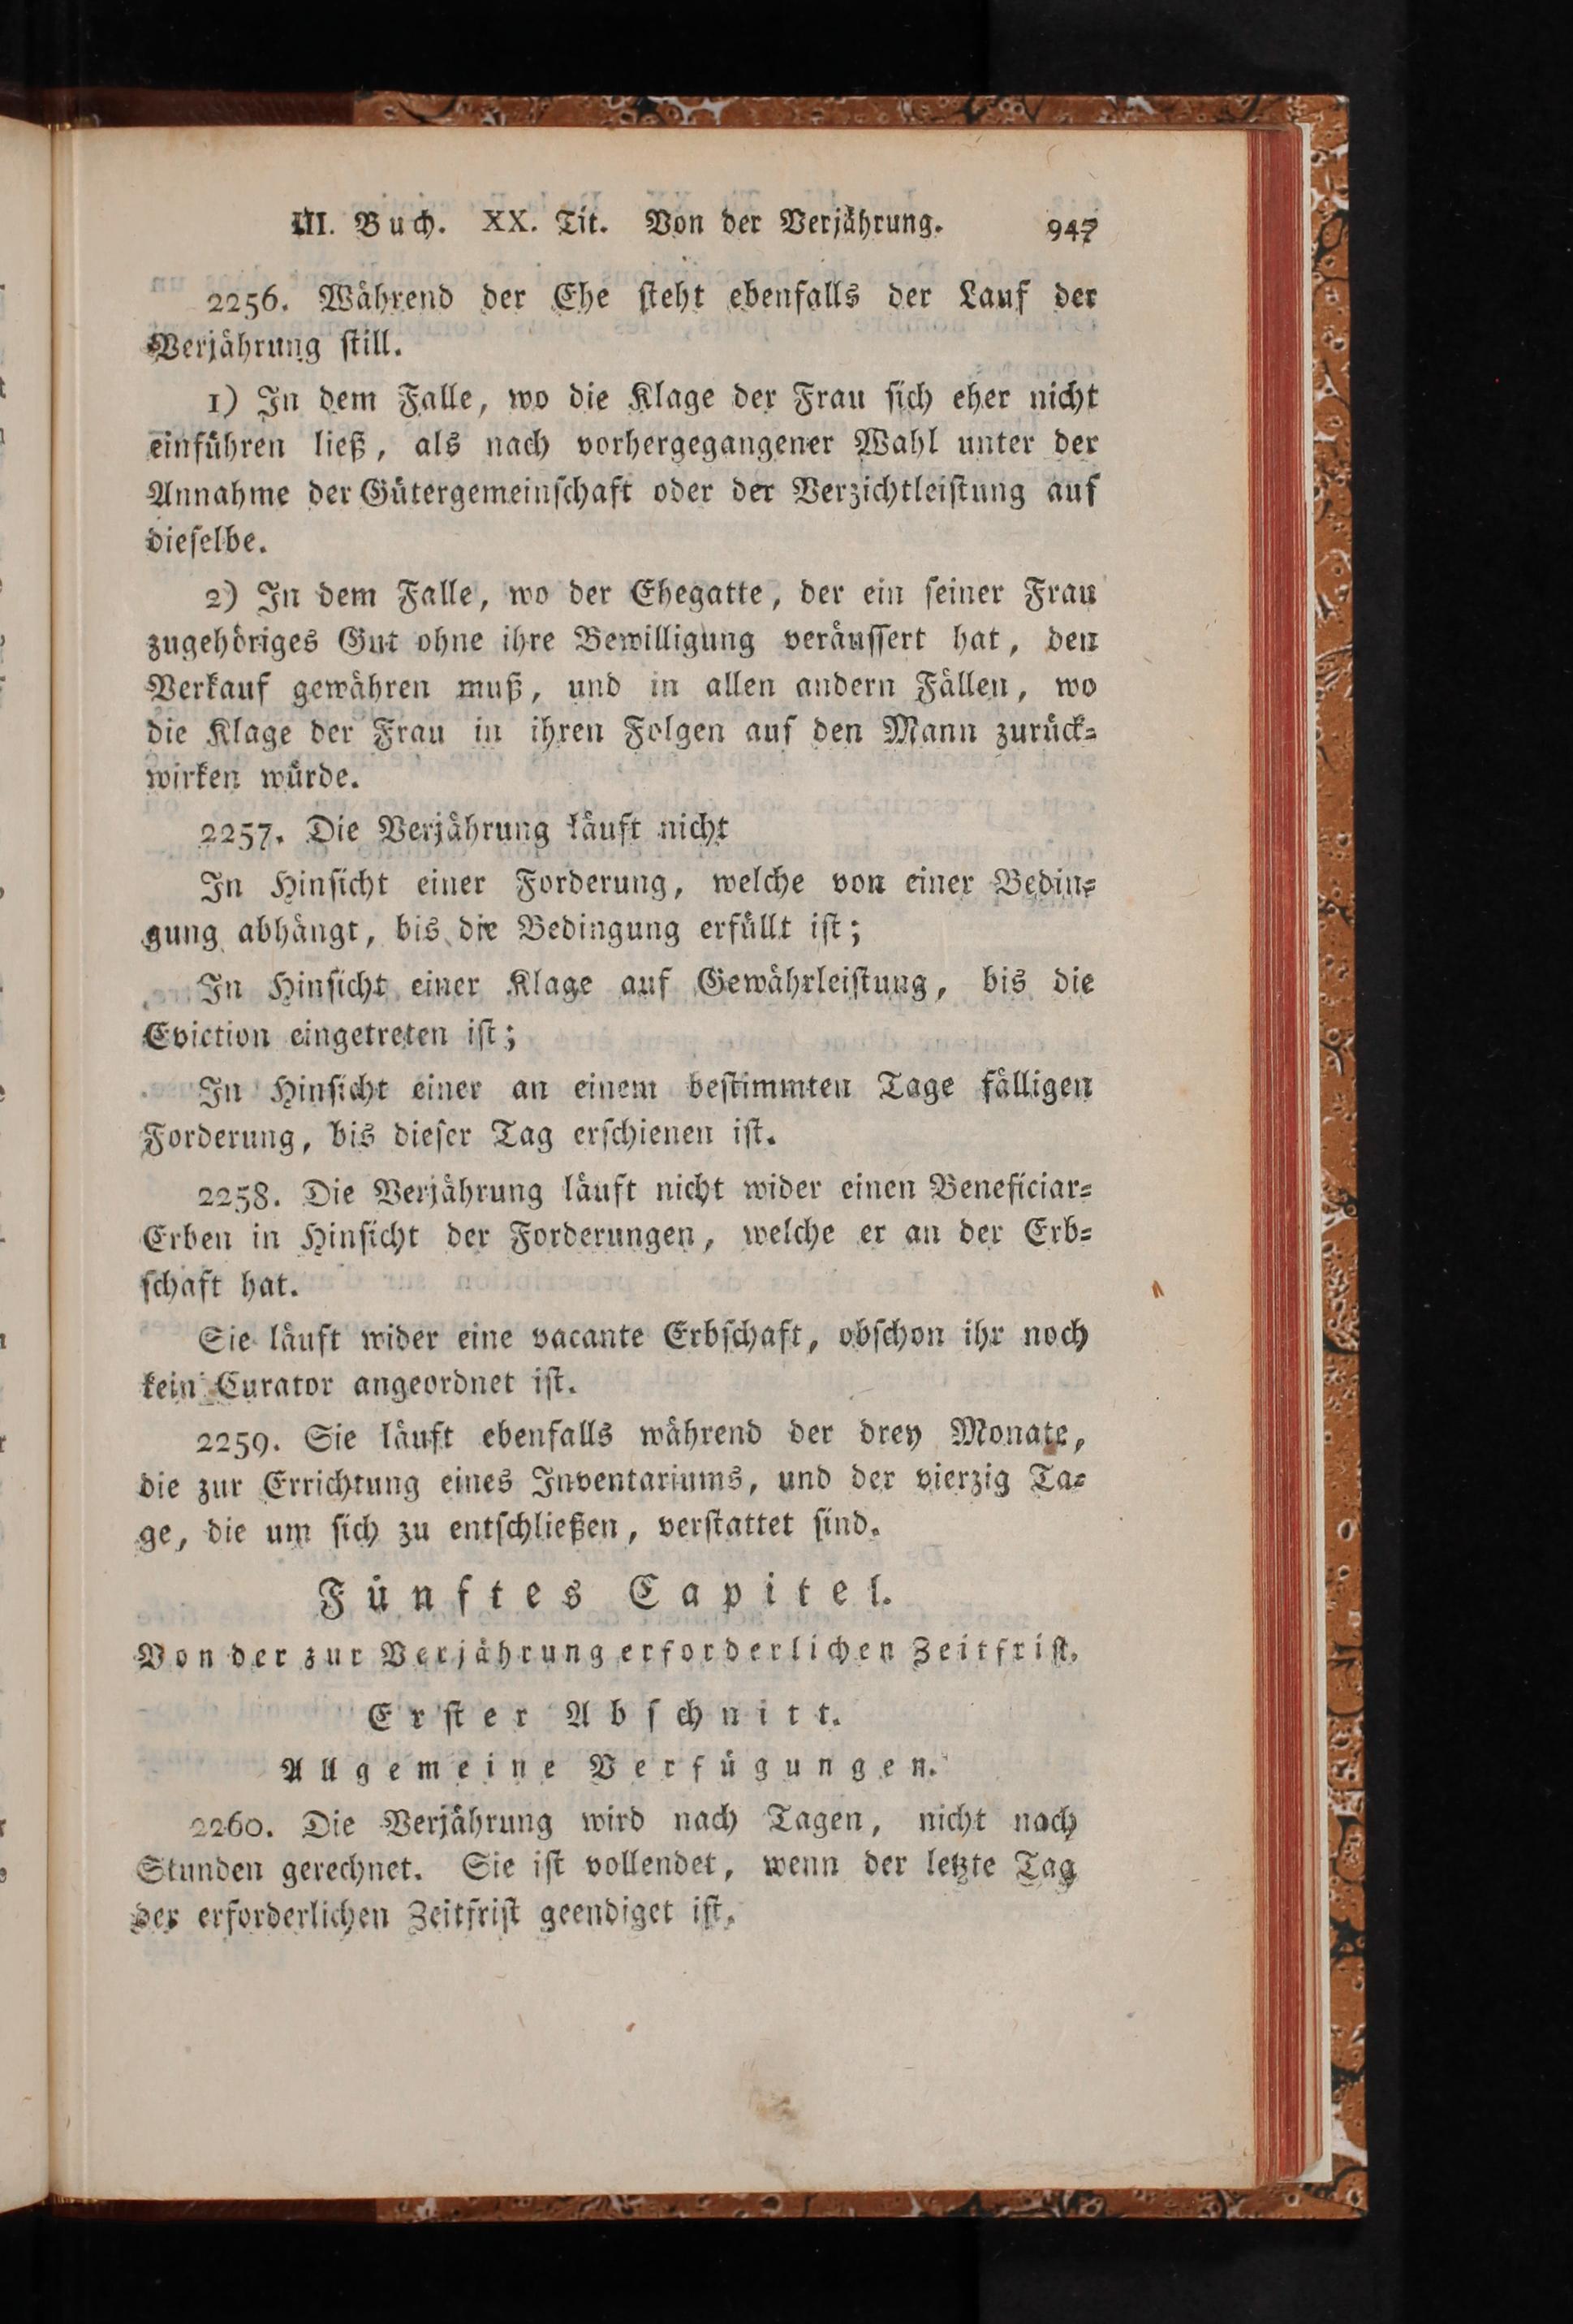 III. Buch. XX. Tit. Von der Verjährung. 947
2256. Während der Ehe steht ebenfalls der Lauf der
Verjährung still.
1) In dem Falle, wo die Klage der Frau sich eher nicht
einführen ließ, als nach vorhergegangener Wahl unter der
Annahme der Gütergemeinschaft oder der Verzichtleistung auf
dieselbe.
2) In dem Falle, wo der Ehegatte, der ein seiner Frau
zugehöriges Gut ohne ihre Bewilligung veräussert hat, den
Verkauf gewähren muß, und in allen andern Fällen, wo
die Klage der Frau in ihren Folgen auf den Mann zurück-
wirken würde.
2257. Die Verjährung läuft nicht
In Hinsicht einer Forderung, welche von einer Bedin-
gung abhängt, bis die Bedingung erfüllt ist;
In Hinsicht einer Klage auf Gewährleistung, bis die
Eviction eingetreten ist;
In Hinsicht einer an einem bestimmten Tage fälligen
Forderung, bis dieser Tag erschienen ist.
2258. Die Verjährung läuft nicht wider einen Beneficiar-
Erben in Hinsicht der Forderungen, welche er an der Erb-
schaft hat.
Sie läuft wider eine vacante Erbschaft, obschon ihr noch
kein Curator angeordnet ist.
2259. Sie läuft ebenfalls während der drey Monate,
die zur Errichtung eines Inventariums, und der vierzig Ta-
ge, die um sich zu entschließen, verstattet sind.
Fünftes Capitel.
Von der zur Verjährung erforderlichen Zeitfrist.
Erster Abschnitt.
Allgemeine Verfügungen.
2260. Die Verjährung wird nach Tagen, nicht nach
Stunden gerechnet. Sie ist vollendet, wenn der letzte Tag
der erforderlichen Zeitfrist geendiget ist.